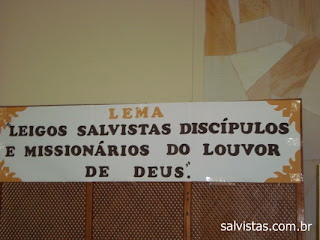 LEMA
"LEIGOS SALVISTAS DISCÍPULOS
E MISSIONÁRIOS DO LOUVOR
DE DEUS."
salvistas.com.br